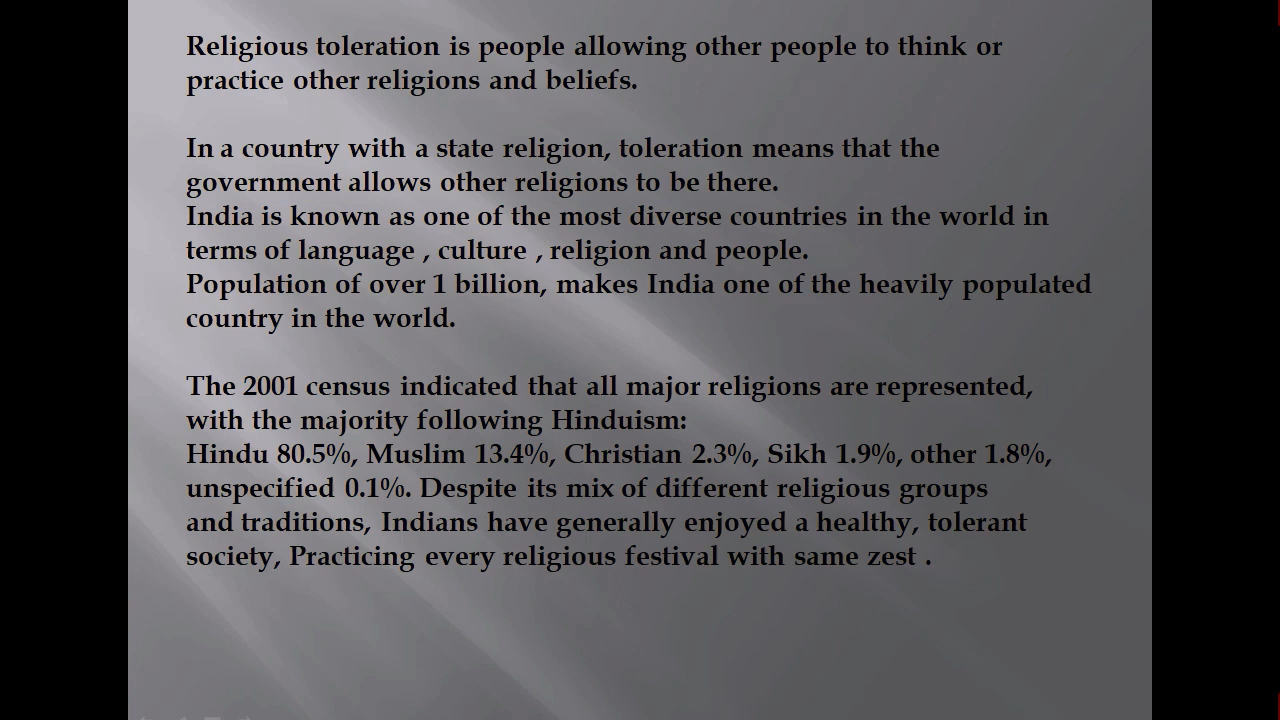 Religious toleration is people allowing other people to think or
practice other religions and beliefs.
In a country with a state religion, toleration means that the
government allows other religions to be there.
India is known as one of the most diverse countries in the world in
terms of language , culture , religion and people.
Population of over 1 billion, makes India one of the heavily populated
country in the world.
The 2001 census indicated that all major religions are represented,
with the majority following Hinduism:
Hindu 80.5%, Muslim 13.4%, Christian 2.3%, Sikh 1.9%, other 1.8%,
unspecified 0.1%. Despite its mix of different religious groups
and traditions, Indians have generally enjoyed a healthy, tolerant
society, Practicing every religious festival with same zest .